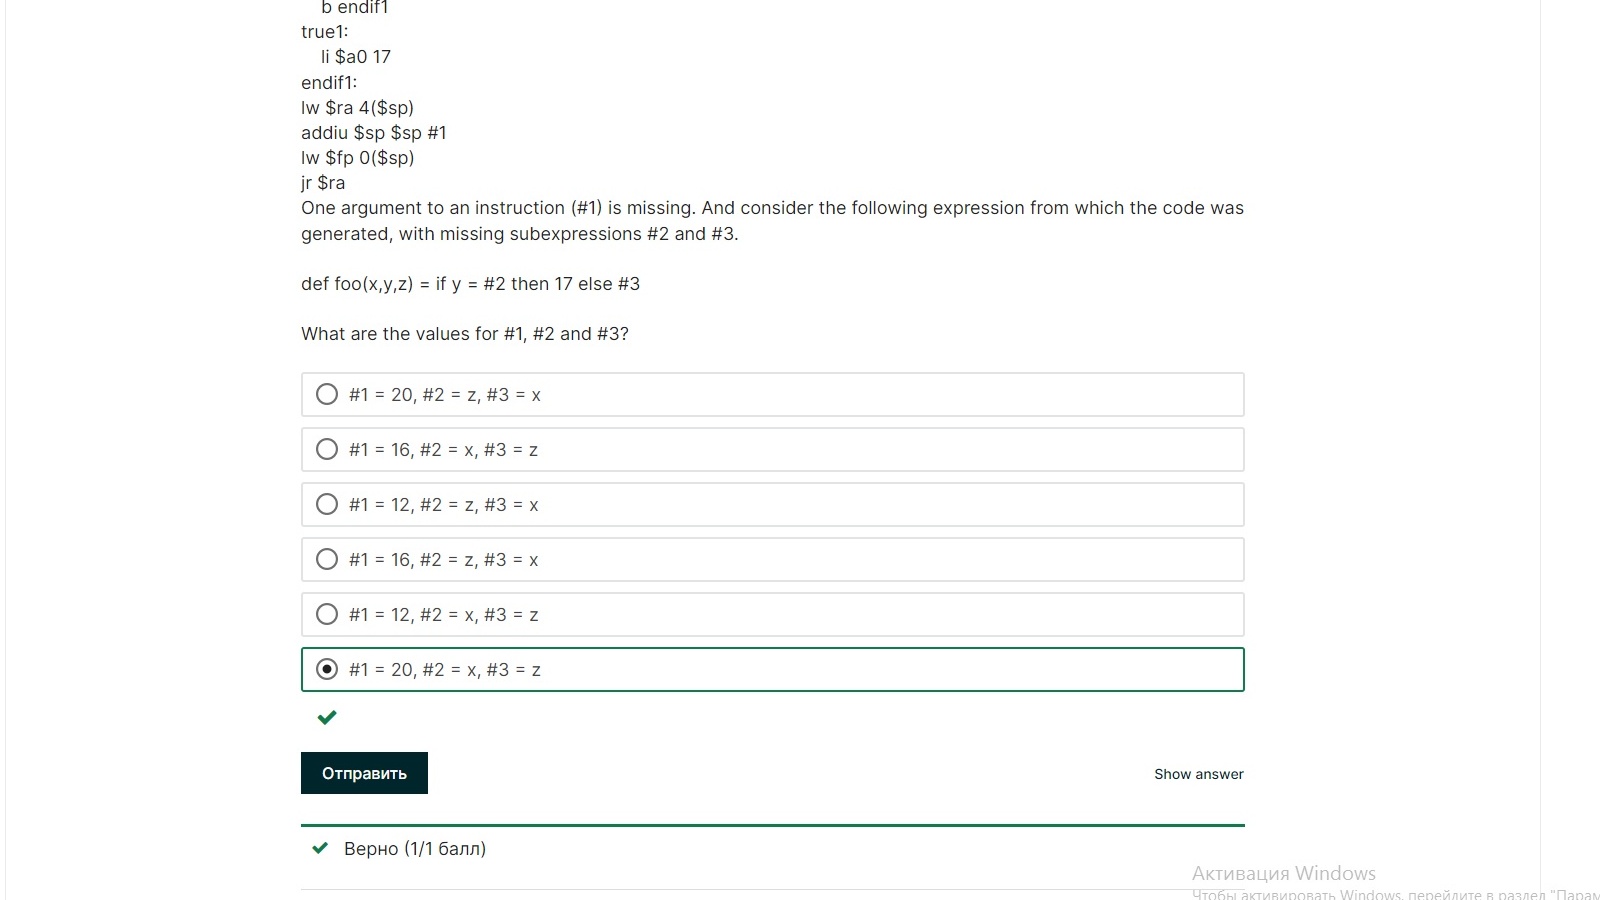 b endif1
true1:
li $a0 17
endif1:
lw $ra 4($sp)
addiu $sp $sp #1
lw $fp 0($sp)
jr $ra
One argument to an instruction (#1) is missing. And consider the following expression from which the code was
generated, with missing subexpressions #2 and #3.
def foo(x,y,z) = if y = #2 then 17 else #3
What are the values for #1, #2 and #3?
#1 = 20, #2 = z, #3 = x
#1 = 16, #2 = x, #3 = z
#1 = 12, #2 = z, #3 = x
#1 = 16, #2 = z, #3 = x
#1 = 12, #2 = x, #3 = z
#1 = 20, #2 = x, #3 = z
Отправить
Show answer
Верно (1/1 балл)
Активация Windows
Чтобы активировать Windows, перейдите в раздел "Парам